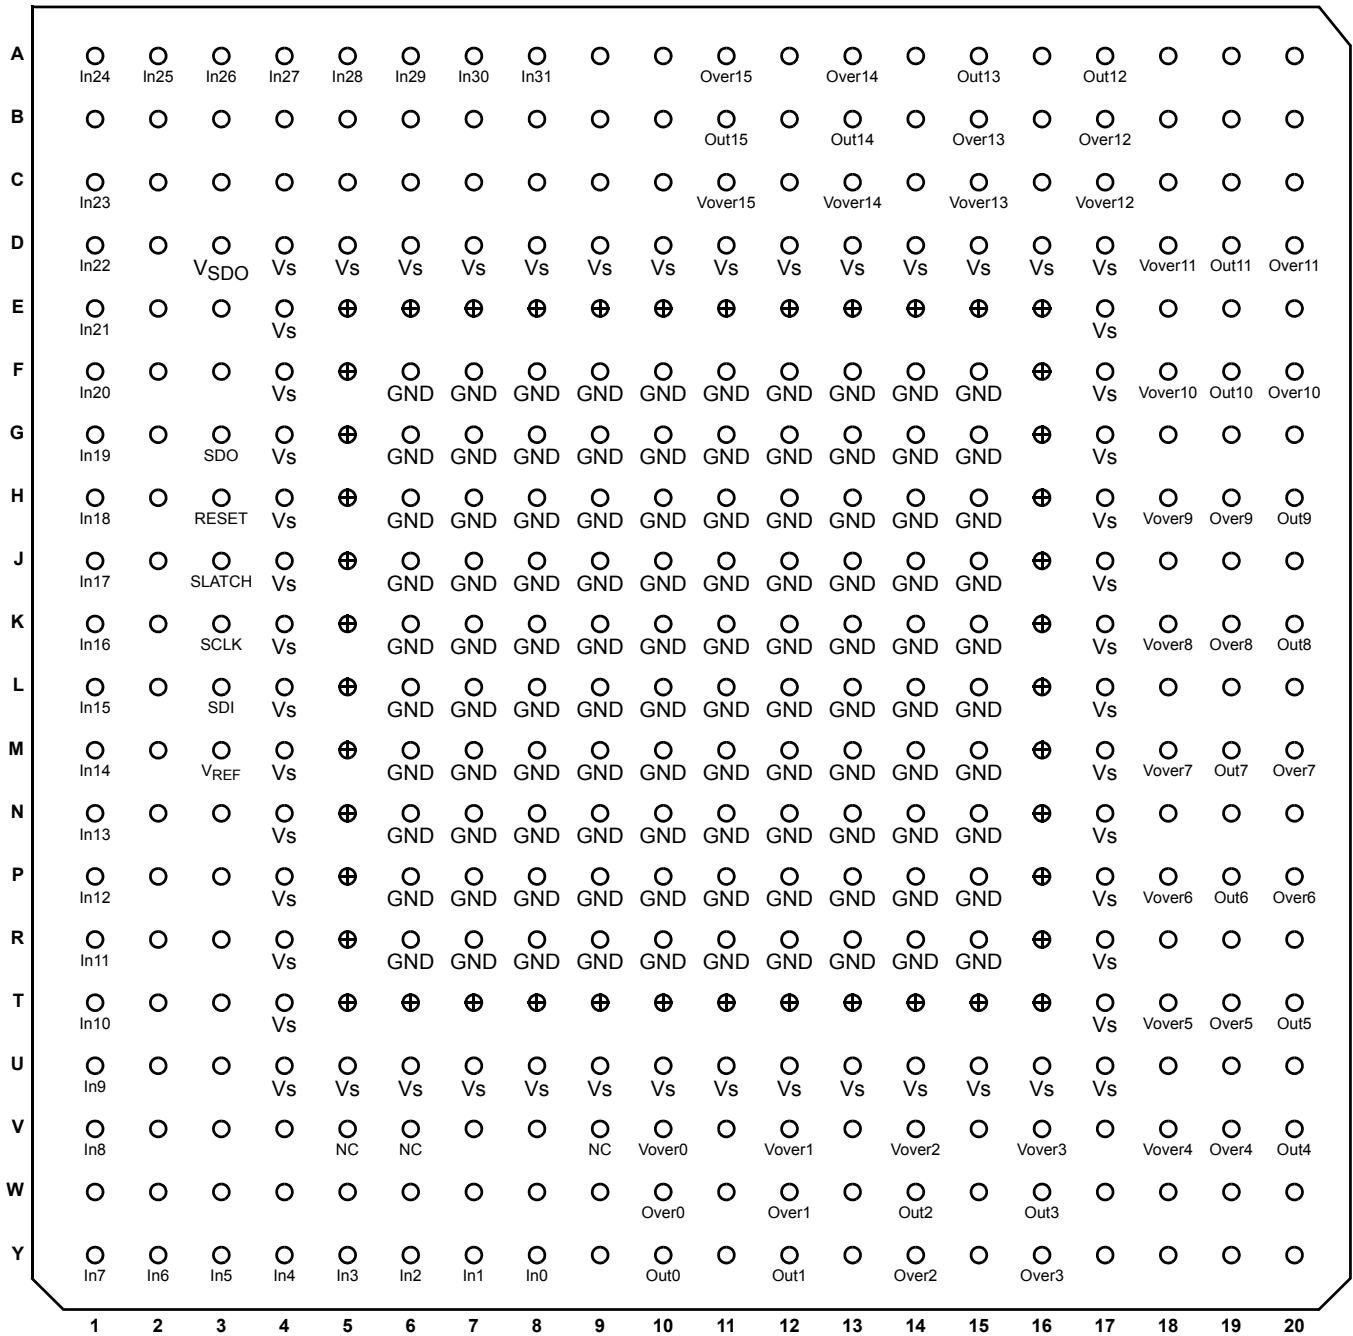 A
In24 In25 In26 In27 In28 In29 In30 In31 Over15 Over14 Out13 Out12
B
Out15 Out14 Over13 Over12
C
In23 Vover15 Vover14 Vover13 Vover12
D
In22 VSDO Vs Vs Vs Vs Vs Vs Vs Vs Vs Vs Vs Vs Vs Vs Vover11 Out11 Over11
E
In21 Vs Vs
F
In20 Vs GND GND GND GND GND GND GND GND GND GND Vs Vover10 Out10 Over10
G
In19 SDO Vs GND GND GND GND GND GND GND GND GND GND Vs
H
In18 RESET Vs GND GND GND GND GND GND GND GND GND GND Vs Vover9 Over9 Out9
J
In17 SLATCH Vs GND GND GND GND GND GND GND GND GND GND Vs
K
In16 SCLK Vs GND GND GND GND GND GND GND GND GND GND Vs Vover8 Over8 Out8
L
In15 SDI Vs GND GND GND GND GND GND GND GND GND GND Vs
M
In14 VREF Vs GND GND GND GND GND GND GND GND GND GND Vs Vover7 Out7 Over7
N
In13 Vs GND GND GND GND GND GND GND GND GND GND Vs
P
In12 Vs GND GND GND GND GND GND GND GND GND GND Vs Vover6 Out6 Over6
R
In11 Vs GND GND GND GND GND GND GND GND GND GND Vs
T
In10 Vs Vs Vover5 Over5 Out5
U
In9 Vs Vs Vs Vs Vs Vs Vs Vs Vs Vs Vs Vs Vs Vs
V
In8 NC NC NC Vover0 Vover1 Vover2 Vover3 Vover4 Over4 Out4
W
Over0 Over1 Out2 Out3
Y
In7 In6 In5 In4 In3 In2 In1 In0 Out0 Out1 Over2 Over3
1 2 3 4 5 6 7 8 9 10 11 12 13 14 15 16 17 18 19 20